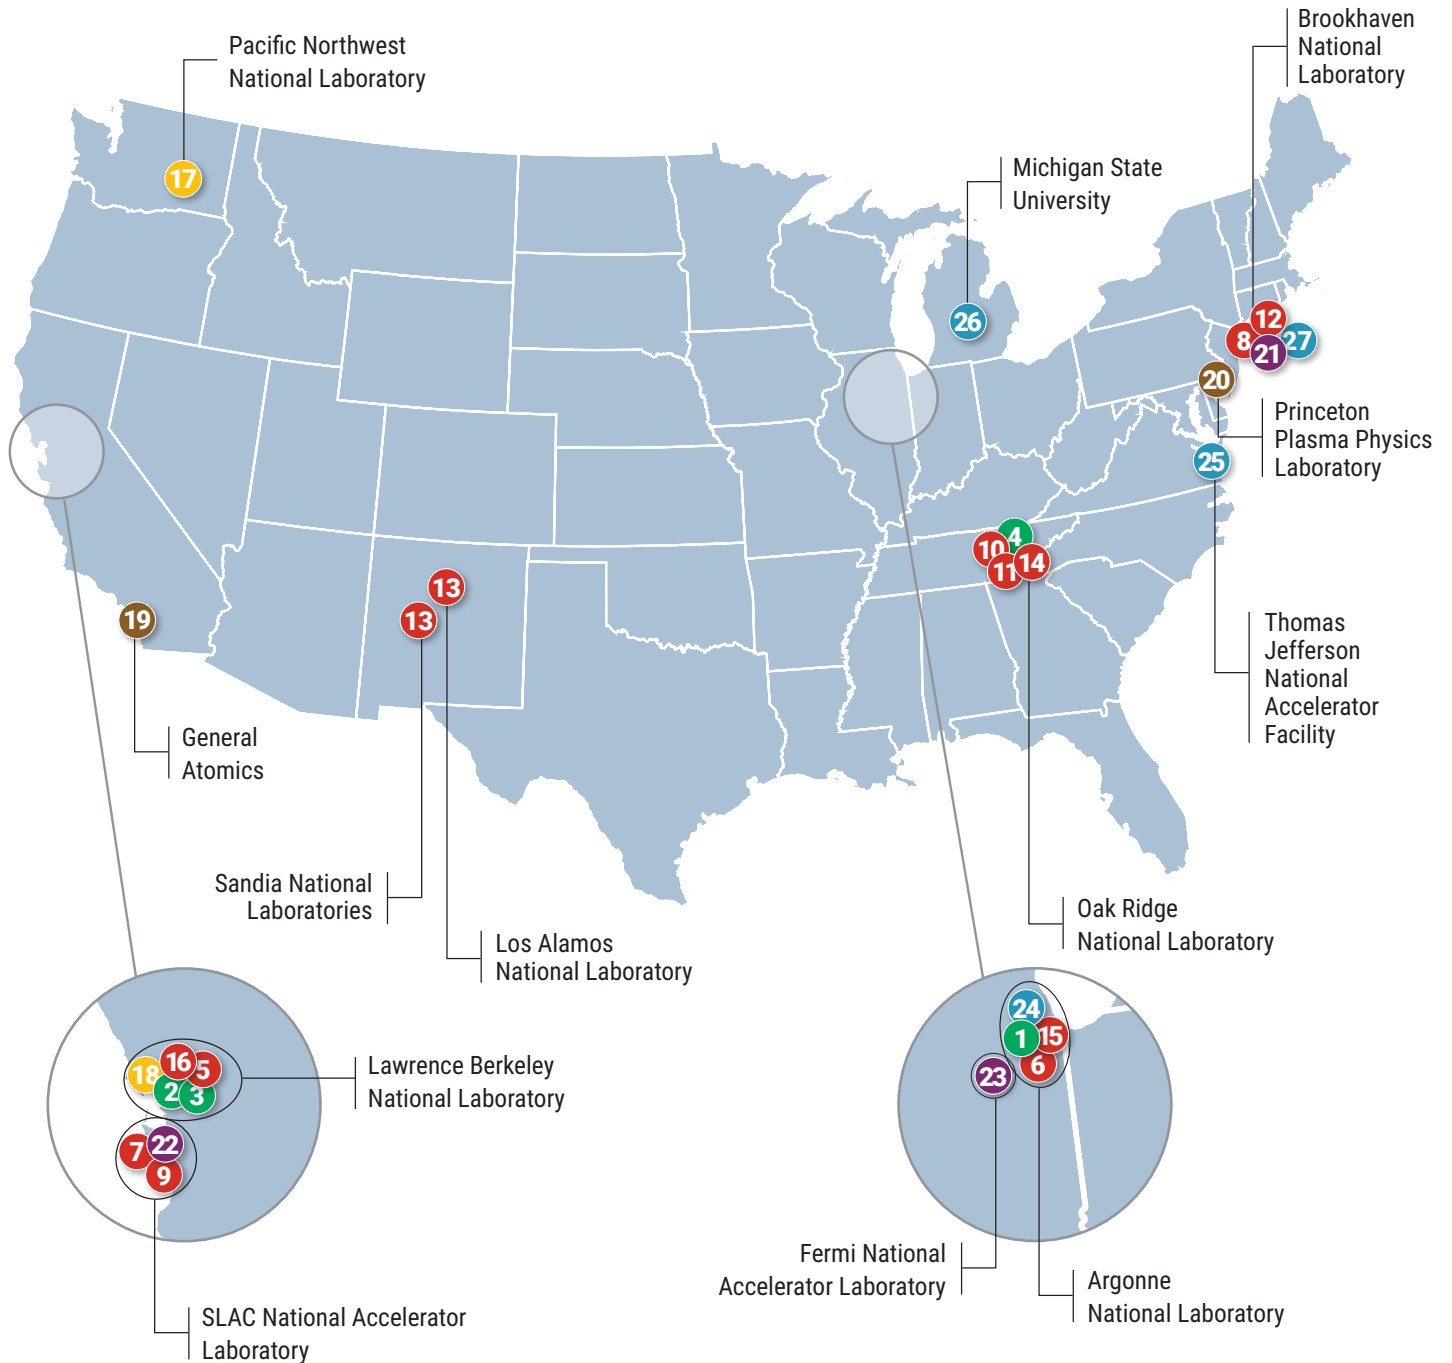 Brookhaven
National
Laboratory
Pacific Northwest
National Laboratory
Michigan State
University
17
26
12
8
27
21
20
Princeton
Plasma Physics
Laboratory
25
4
10
14
11
13
13
19
Thomas
Jefferson
National
Accelerator
Facility
General
Atomics
Sandia National
Laboratories
Oak Ridge
National Laboratory
Los Alamos
National Laboratory
24
15
1
6
23
16
5
18
2
3
Lawrence Berkeley
National Laboratory
22
7
9
Fermi National
Accelerator Laboratory
Argonne
National Laboratory
SLAC National Accelerator
Laboratory